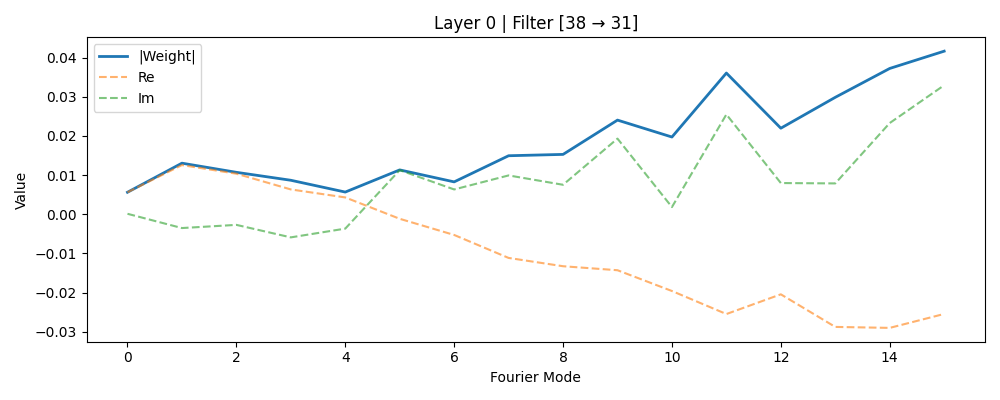 Layer 0 | Filter [38 → 31]
|Weight|
Re
Im
Value
0.04
0.03
0.02
0.01
0.00
−0.01
−0.02
−0.03
0 2 4 6 8 10 12 14
Fourier Mode